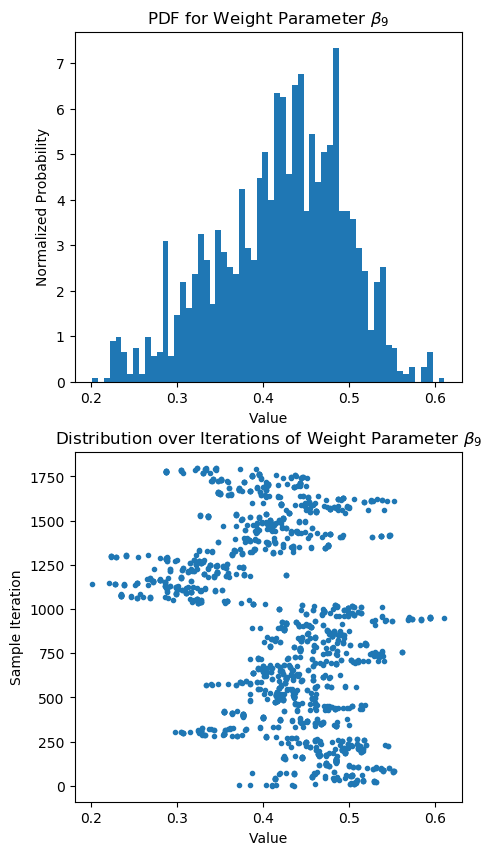 PDF for Weight Parameter β₉
7
6
5
4
3
2
1
0
Normalized Probability
0.2 0.3 0.4 0.5 0.6
Value
Distribution over Iterations of Weight Parameter β₉
1750
1500
1250
1000
750
500
250
0
Sample Iteration
0.2 0.3 0.4 0.5 0.6
Value